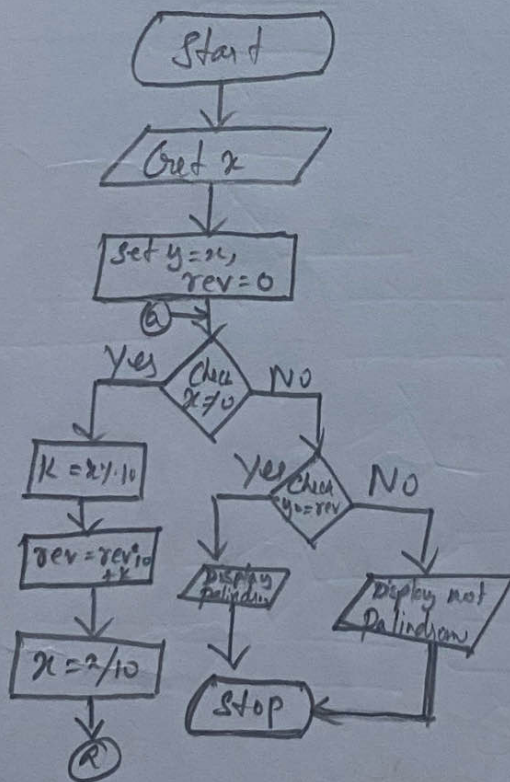 Start
Get x
Set y=x,
rev=0
a
Yes
Check
x≠0
No
K=x%10
rev=rev*10
+k
x=x/10
a
Yes
Check
y==rev
No
Display
Palindrom
Display not
Palindrom
Stop